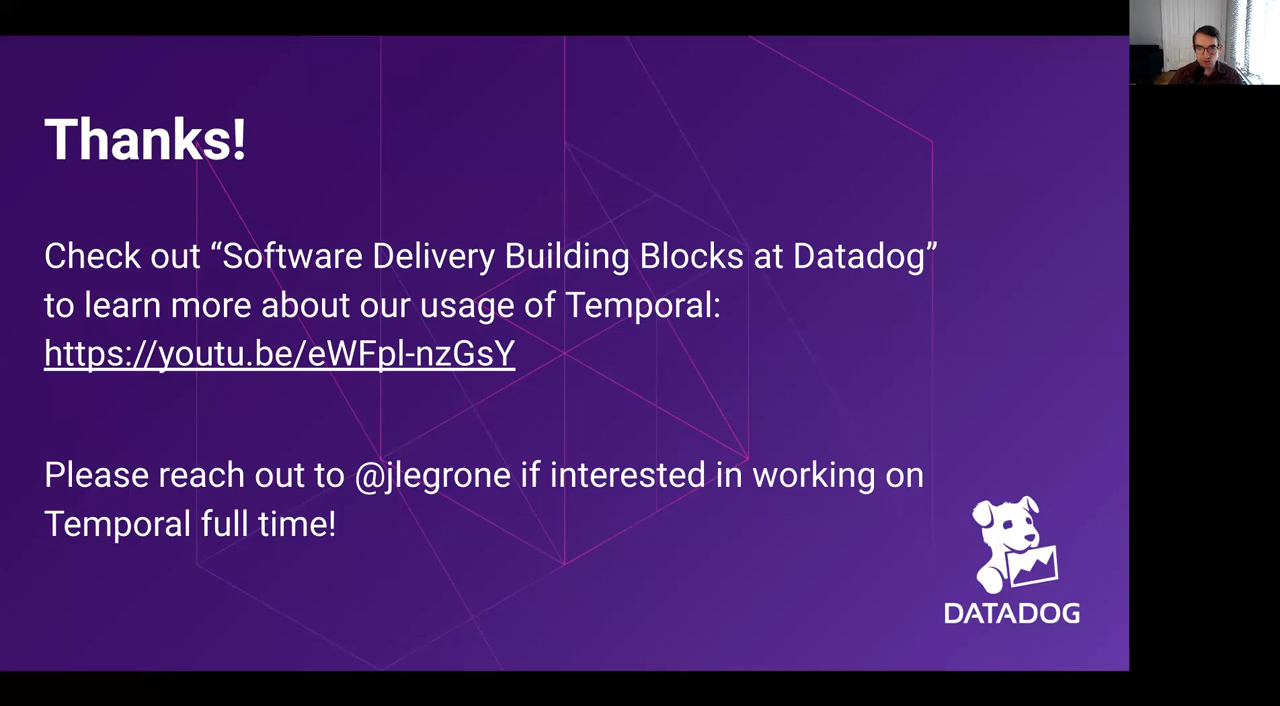 Thanks!
Check out “Software Delivery Building Blocks at Datadog”
to learn more about our usage of Temporal:
https://youtu.be/eWFpl-nzGsY
Please reach out to @jlegrone if interested in working on
Temporal full time!
DATADOG